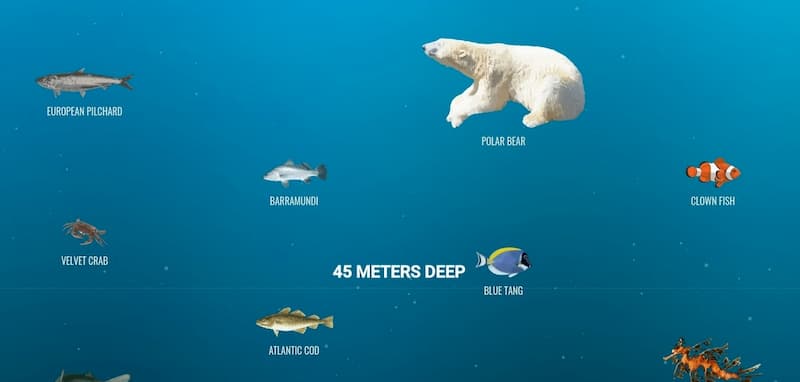 EUROPEAN PILCHARD
POLAR BEAR
BARRAMUNDI
CLOWN FISH
VELVET CRAB
45 METERS DEEP
BLUE TANG
ATLANTIC COD